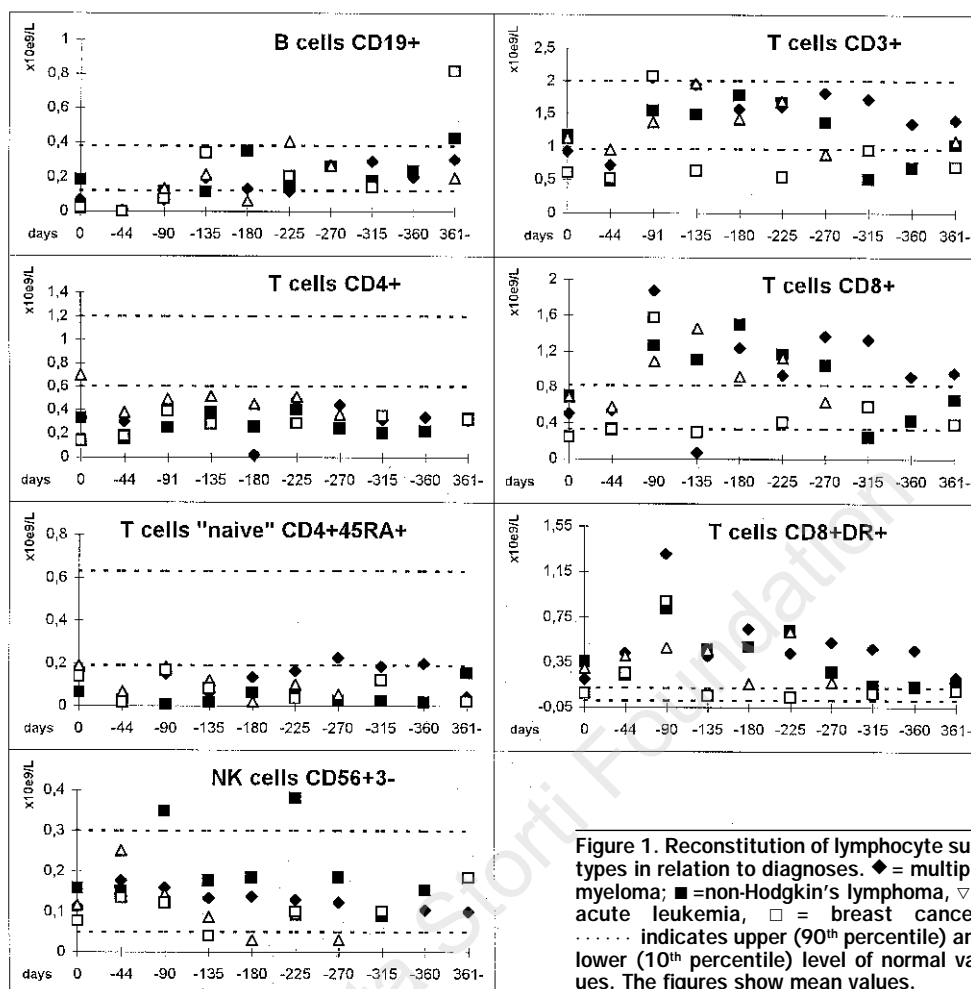 B cells CD19+
x10e9/L
1
0,8
0,6
0,4
0,2
0
days 0 -44 -90 -135 -180 -225 -270 -315 -360 361-
T cells CD3+
x10e9/L
2,5
2
1,5
1
0,5
0
days 0 -44 -91 -135 -180 -225 -270 -315 -360 361-
T cells CD4+
x10e9/L
1,4
1,2
1
0,8
0,6
0,4
0,2
0
days 0 -44 -91 -135 -180 -225 -270 -315 -360 361-
T cells CD8+
x10e9/L
2
1,6
1,2
0,8
0,4
0
days 0 -44 -90 -135 -180 -225 -270 -315 -360 361-
T cells "naive" CD4+45RA+
x10e9/L
0,8
0,6
0,4
0,2
0
days 0 -44 -91 -135 -180 -225 -270 -315 -360 361-
T cells CD8+DR+
x10e9/L
1,55
1,15
0,75
0,35
-0,05
days 0 -44 -90 -135 -180 -225 -270 -315 -360 361-
NK cells CD56+3-
x10e9/L
0,4
0,3
0,2
0,1
0
days 0 -44 -90 -135 -180 -225 -270 -315 -360 361-
Figure 1. Reconstitution of lymphocyte su
types in relation to diagnoses. ◆ = multip
myeloma; ■ =non-Hodgkin's lymphoma, ▽
acute leukemia, □ = breast cance
······ indicates upper (90th percentile) an
lower (10th percentile) level of normal va
ues. The figures show mean values.
Storti Foundation